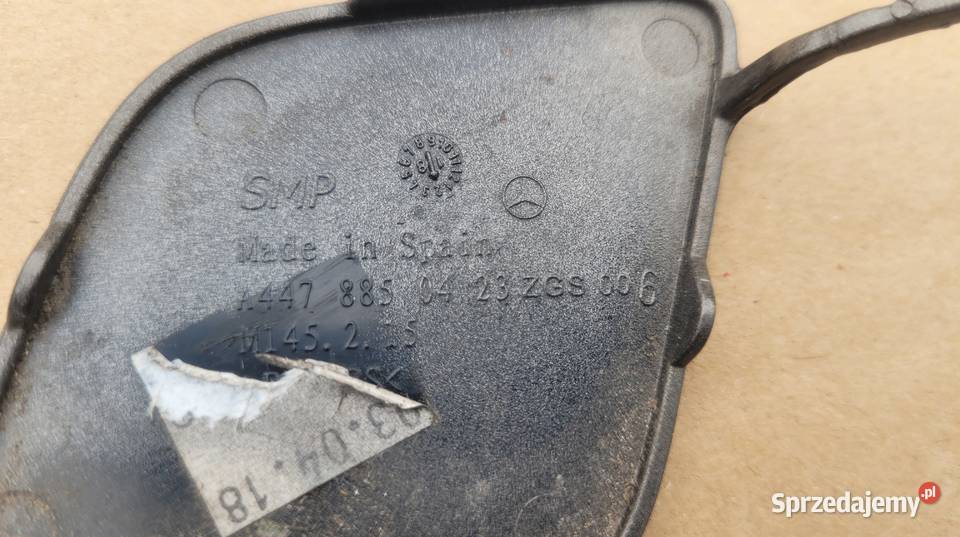 SMP
Made in Spain
A447 885 04 23 ZGS 006
M145.2.15
03.04.18
Sprzedajemy.pl